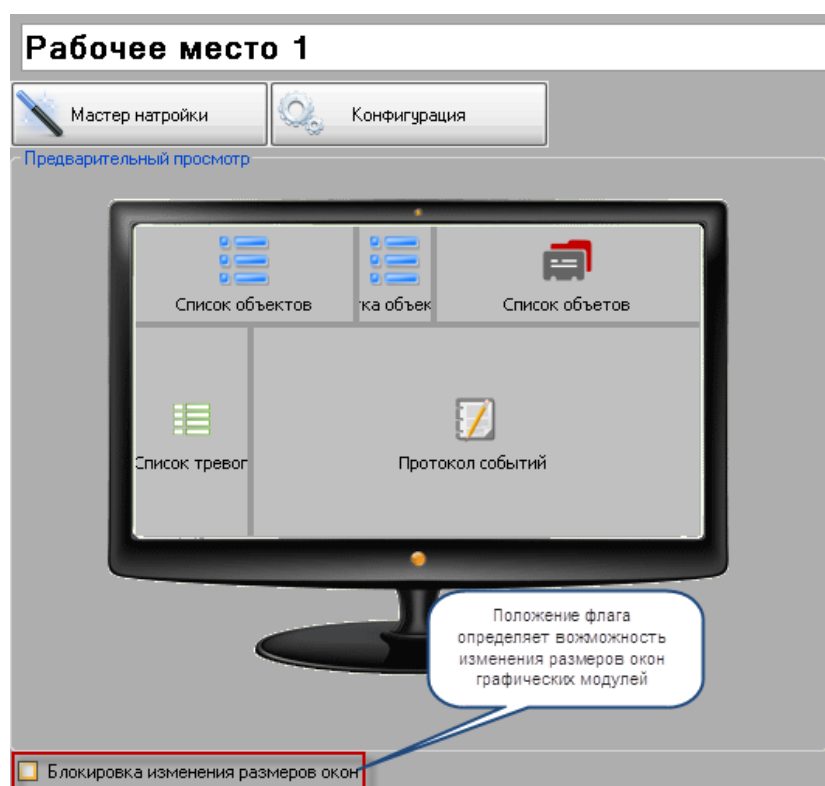 Рабочее место 1
Мастер натройки
Конфигурация
Предварительный просмотр
Список объектов
ка объек
Список объетов
Список тревог
Протокол событий
Положение флага
определяет вожможность
изменения размеров окон
графических модулей
Блокировка изменения размеров окон